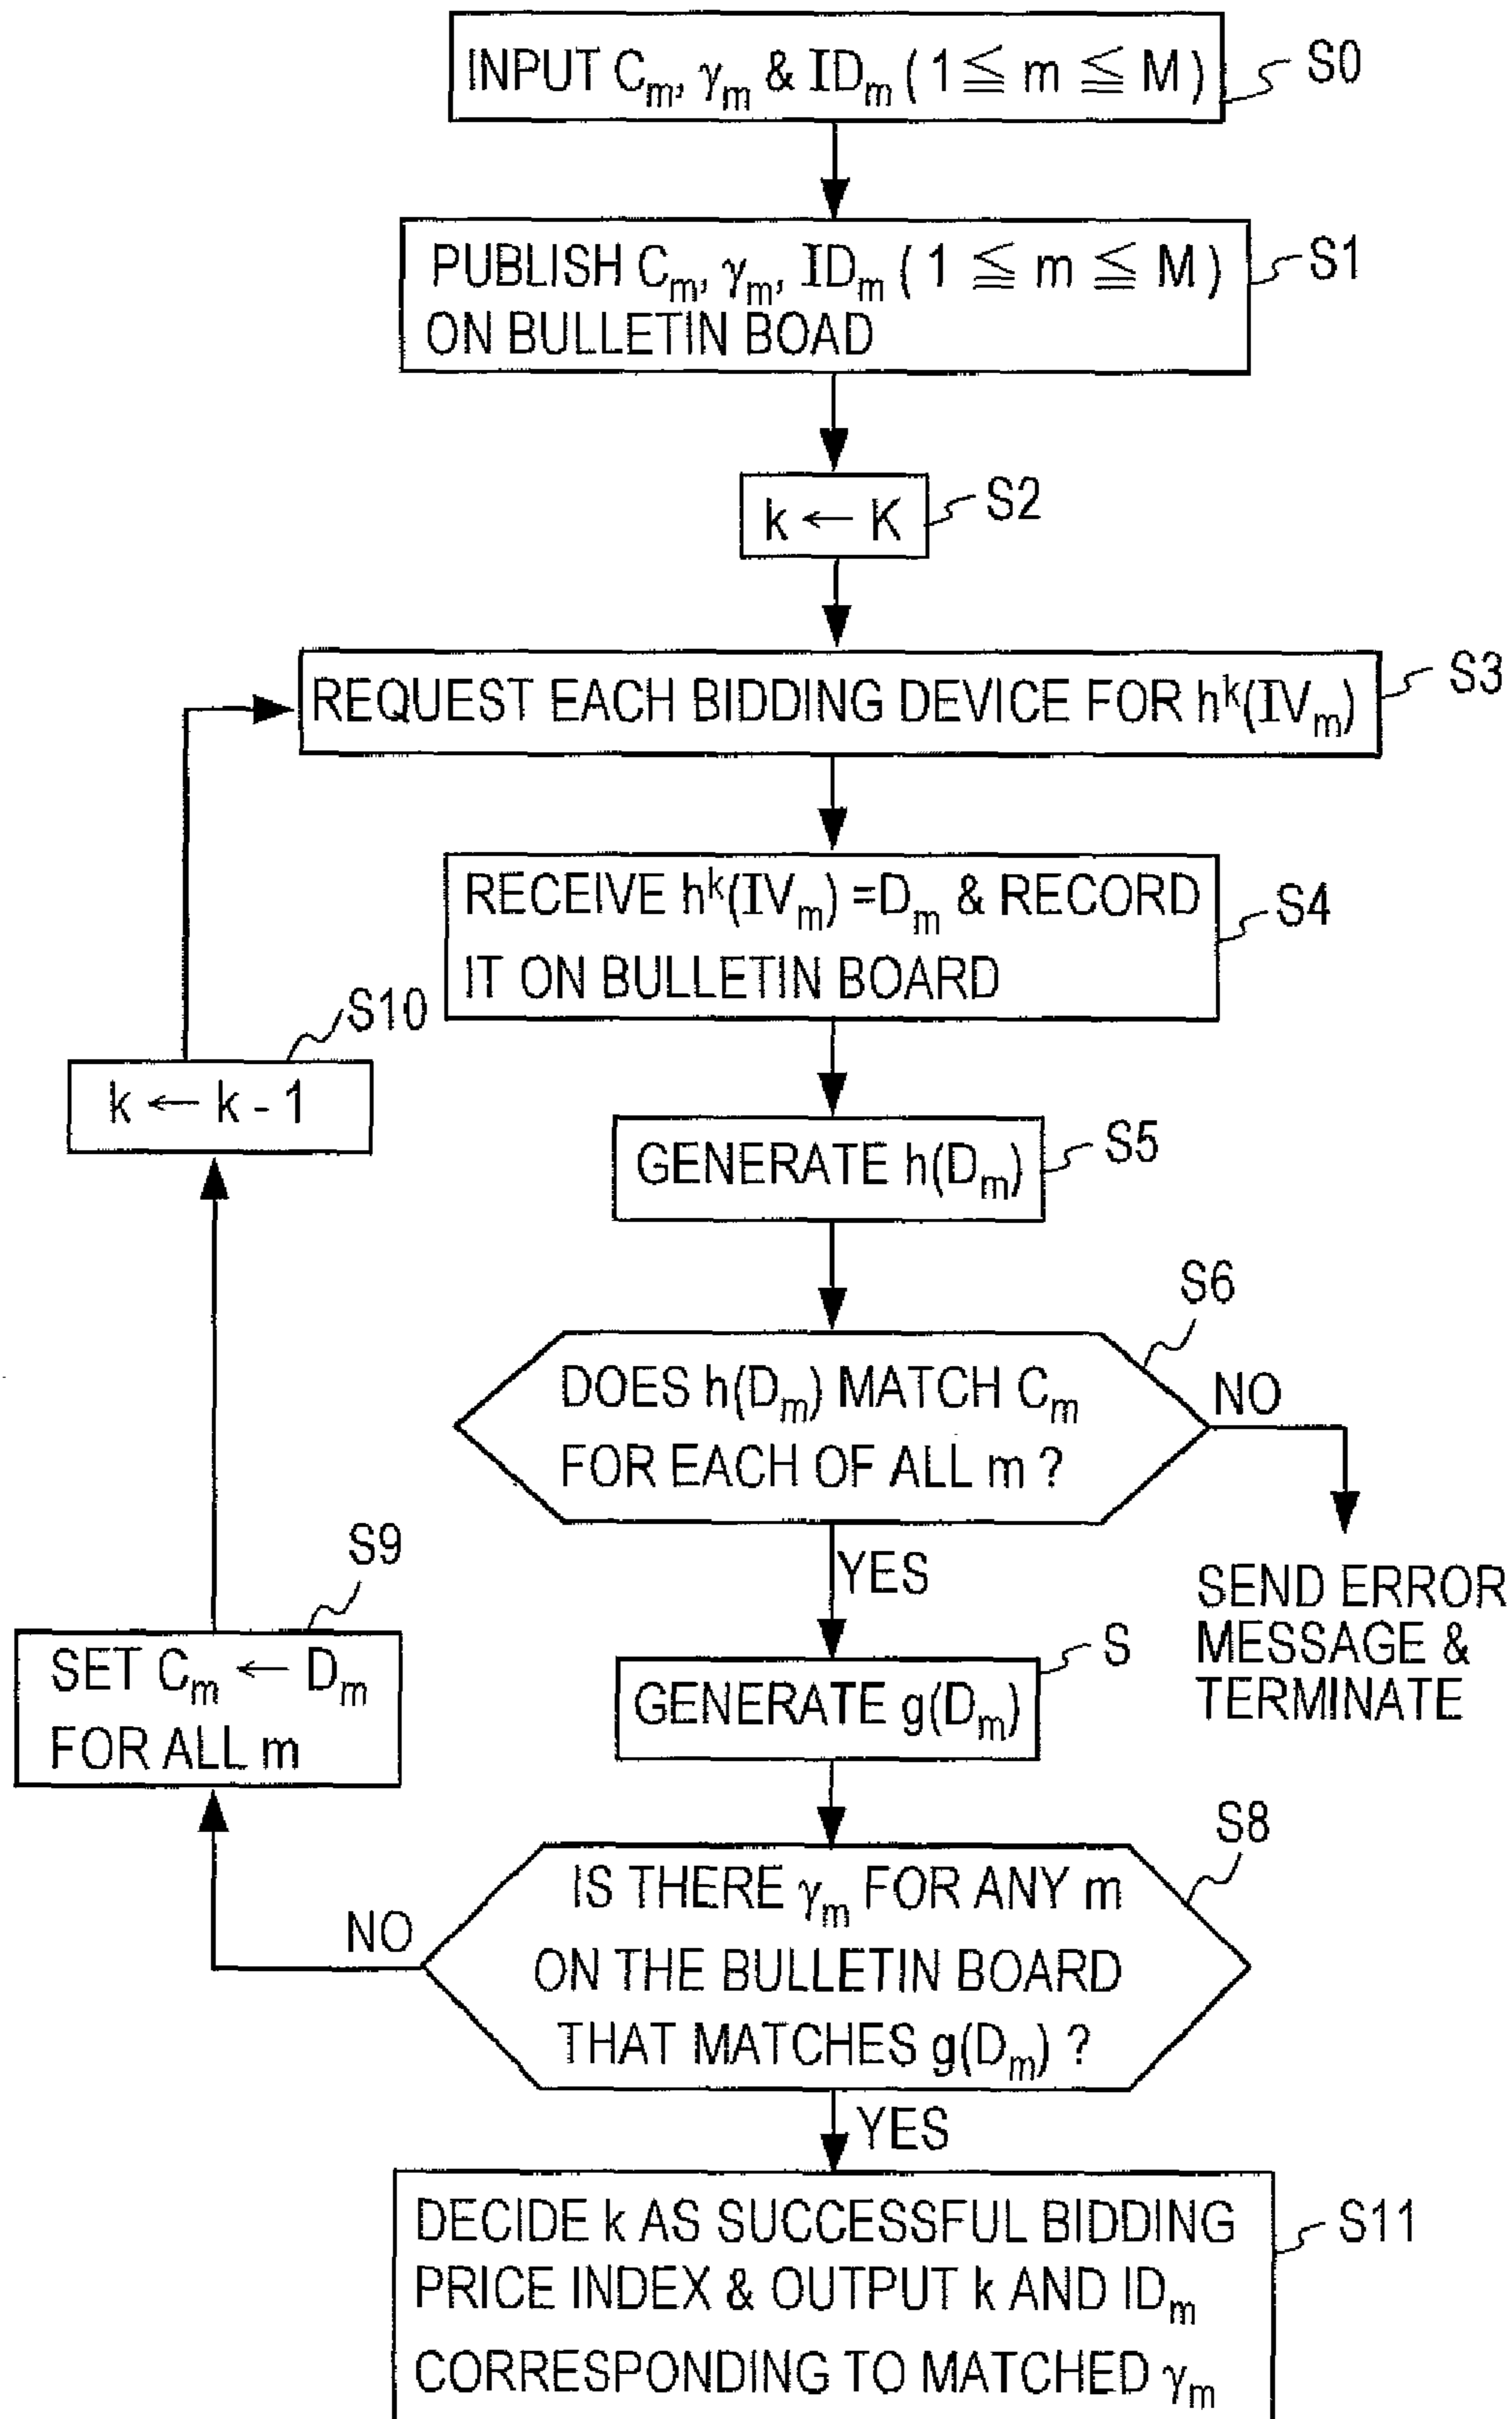 INPUT Cₘ, γₘ & IDₘ ( 1 ≦ m ≦ M )
S0
PUBLISH Cₘ, γₘ, IDₘ ( 1 ≦ m ≦ M )
ON BULLETIN BOAD
S1
k ← K
S2
REQUEST EACH BIDDING DEVICE FOR hᵏ(IVₘ)
S3
RECEIVE hᵏ(IVₘ) =Dₘ & RECORD
IT ON BULLETIN BOARD
S4
S10
k ← k - 1
GENERATE h(Dₘ)
S5
S6
DOES h(Dₘ) MATCH Cₘ
FOR EACH OF ALL m ?
NO
YES
SEND ERROR
MESSAGE &
TERMINATE
S9
SET Cₘ ← Dₘ
FOR ALL m
GENERATE g(Dₘ)
S
S8
IS THERE γₘ FOR ANY m
ON THE BULLETIN BOARD
THAT MATCHES g(Dₘ) ?
NO
YES
DECIDE k AS SUCCESSFUL BIDDING
PRICE INDEX & OUTPUT k AND IDₘ
CORRESPONDING TO MATCHED γₘ
S11